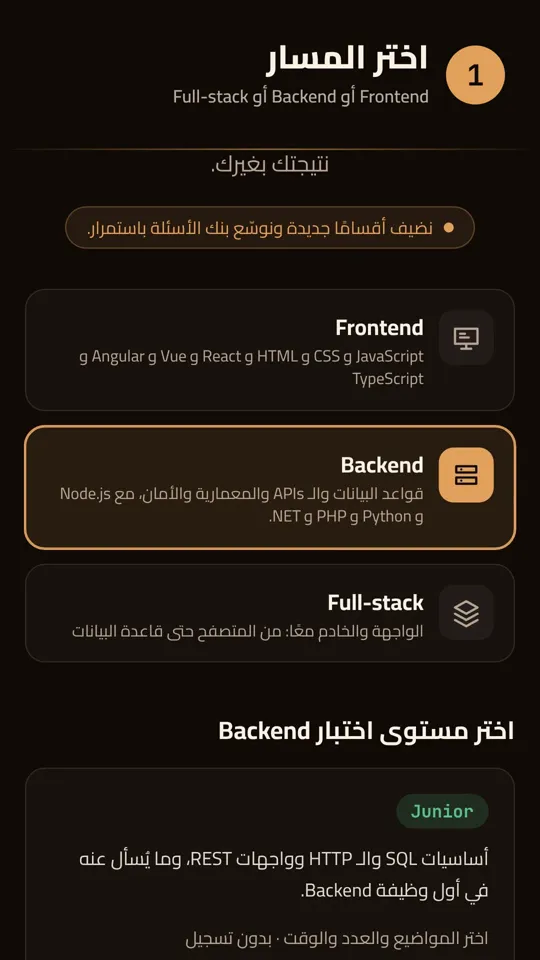 1
اختر المسار
Frontend أو Backend أو Full-stack
نتيجتك بغيرك.
نضيف أقسامًا جديدة ونوسّع بنك الأسئلة باستمرار.
Frontend
JavaScript و CSS و HTML و React و Vue و Angular و
TypeScript
Backend
قواعد البيانات والـ APIs والمعمارية والأمان، مع Node.js
و Python و PHP و .NET
Full-stack
الواجهة والخادم معًا: من المتصفح حتى قاعدة البيانات
اختر مستوى اختبار Backend
Junior
أساسيات SQL والـ HTTP وواجهات REST، وما يُسأل عنه
في أول وظيفة Backend.
اختر المواضيع والعدد والوقت · بدون تسجيل